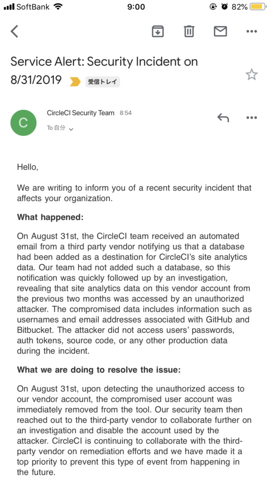 SoftBank 9:00 82%
Service Alert: Security Incident on
8/31/2019 受信トレイ
C
CircleCI Security Team 8:54
To 自分
Hello,
We are writing to inform you of a recent security incident that
affects your organization.
What happened:
On August 31st, the CircleCI team received an automated
email from a third party vendor notifying us that a database
had been added as a destination for CircleCI's site analytics
data. Our team had not added such a database, so this
notification was quickly followed up by an investigation,
revealing that site analytics data on this vendor account from
the previous two months was accessed by an unauthorized
attacker. The compromised data includes information such as
usernames and email addresses associated with GitHub and
Bitbucket. The attacker did not access users' passwords,
auth tokens, source code, or any other production data
during the incident.
What we are doing to resolve the issue:
On August 31st, upon detecting the unauthorized access to
our vendor account, the compromised user account was
immediately removed from the tool. Our security team then
reached out to the third-party vendor to collaborate further on
an investigation and disable the account used by the
attacker. CircleCI is continuing to collaborate with the third-
party vendor on remediation efforts and we have made it a
top priority to prevent this type of event from happening in
the future.